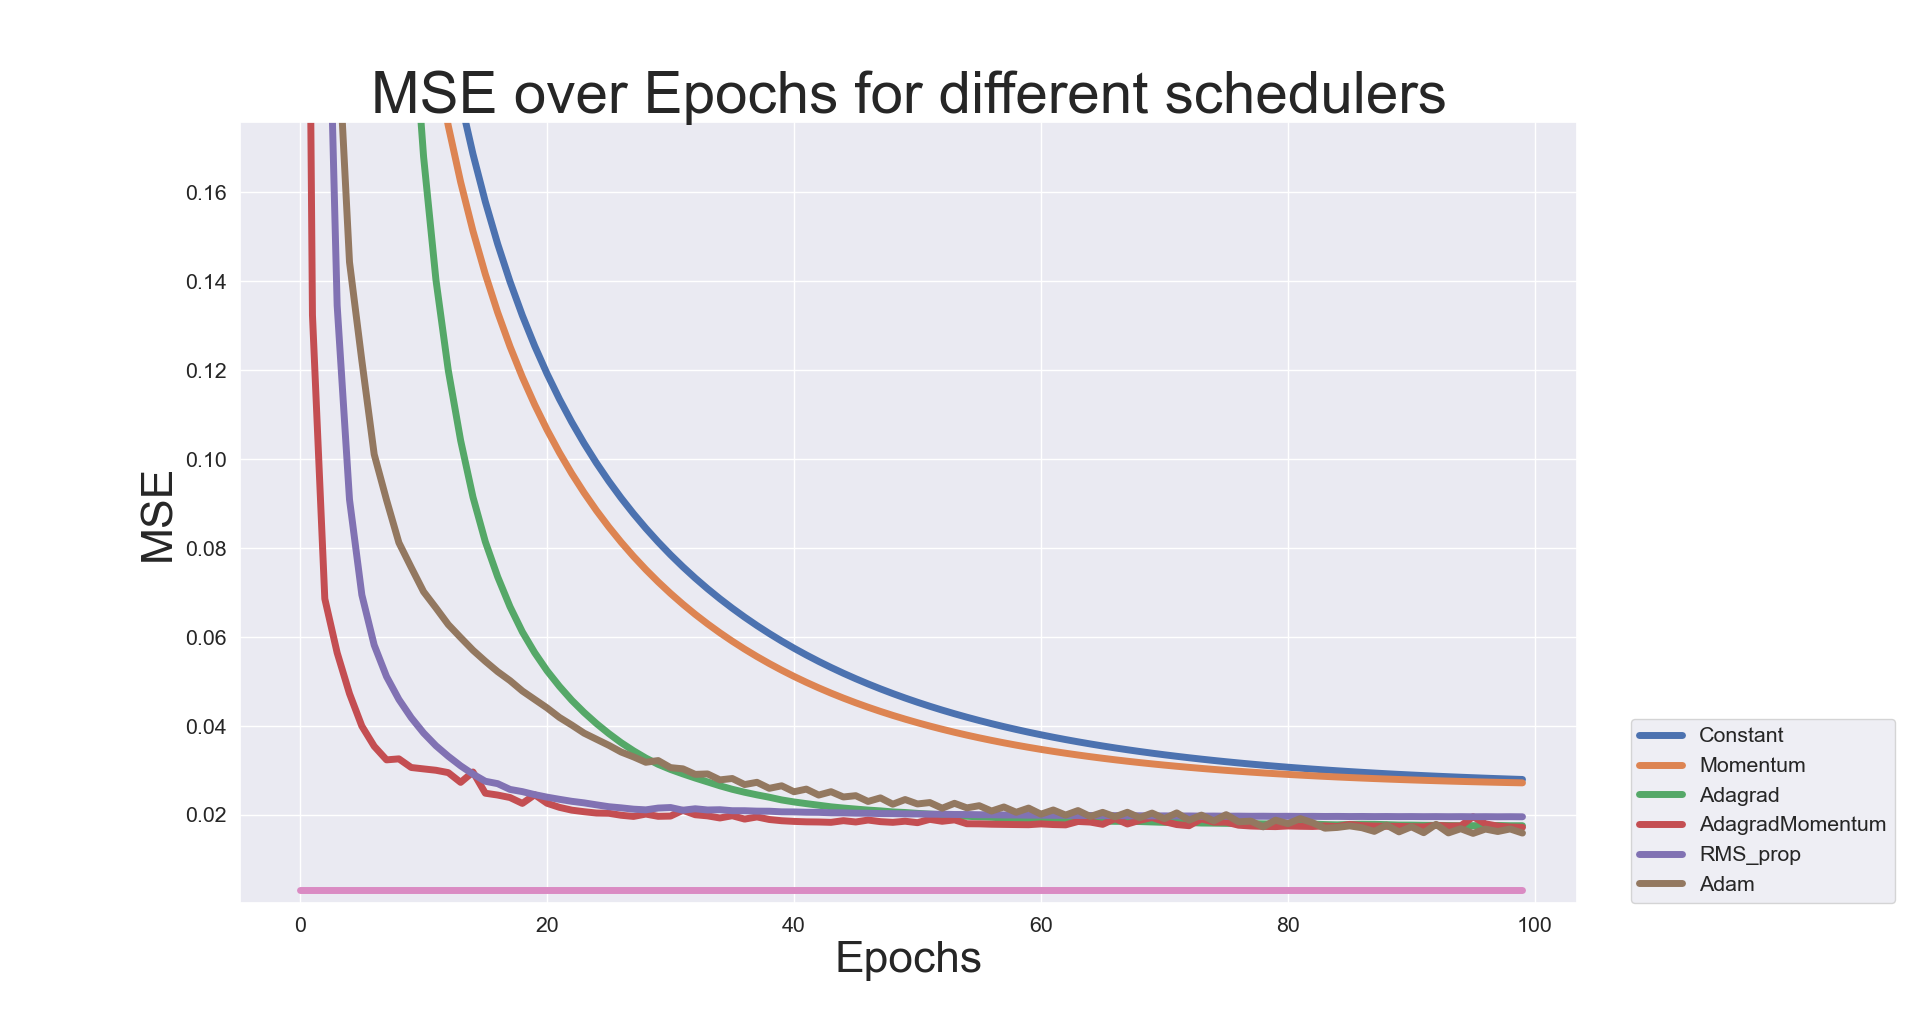 MSE over Epochs for different schedulers
0.16
0.14
0.12
0.10
0.08
0.06
0.04
0.02
MSE
0 20 40 60 80 100
Epochs
Constant
Momentum
Adagrad
AdagradMomentum
RMS_prop
Adam